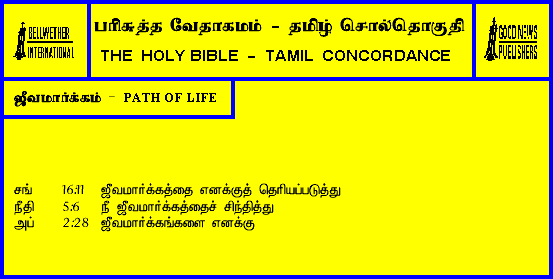 BELLWETHER
INTERNATIONAL
பரிசுத்த வேதாகமம் - தமிழ் சொல்தொகுதி
THE HOLY BIBLE - TAMIL CONCORDANCE
GOOD NEWS
PUBLISHERS
ஜீவமார்க்கம் - PATH OF LIFE
சங் 16:11 ஜீவமார்க்கத்தை எனக்குத் தெரியப்படுத்து
நீதி 5:6 நீ ஜீவமார்க்கத்தைச் சிந்தித்து
அப் 2:28 ஜீவமார்க்கங்களை எனக்கு